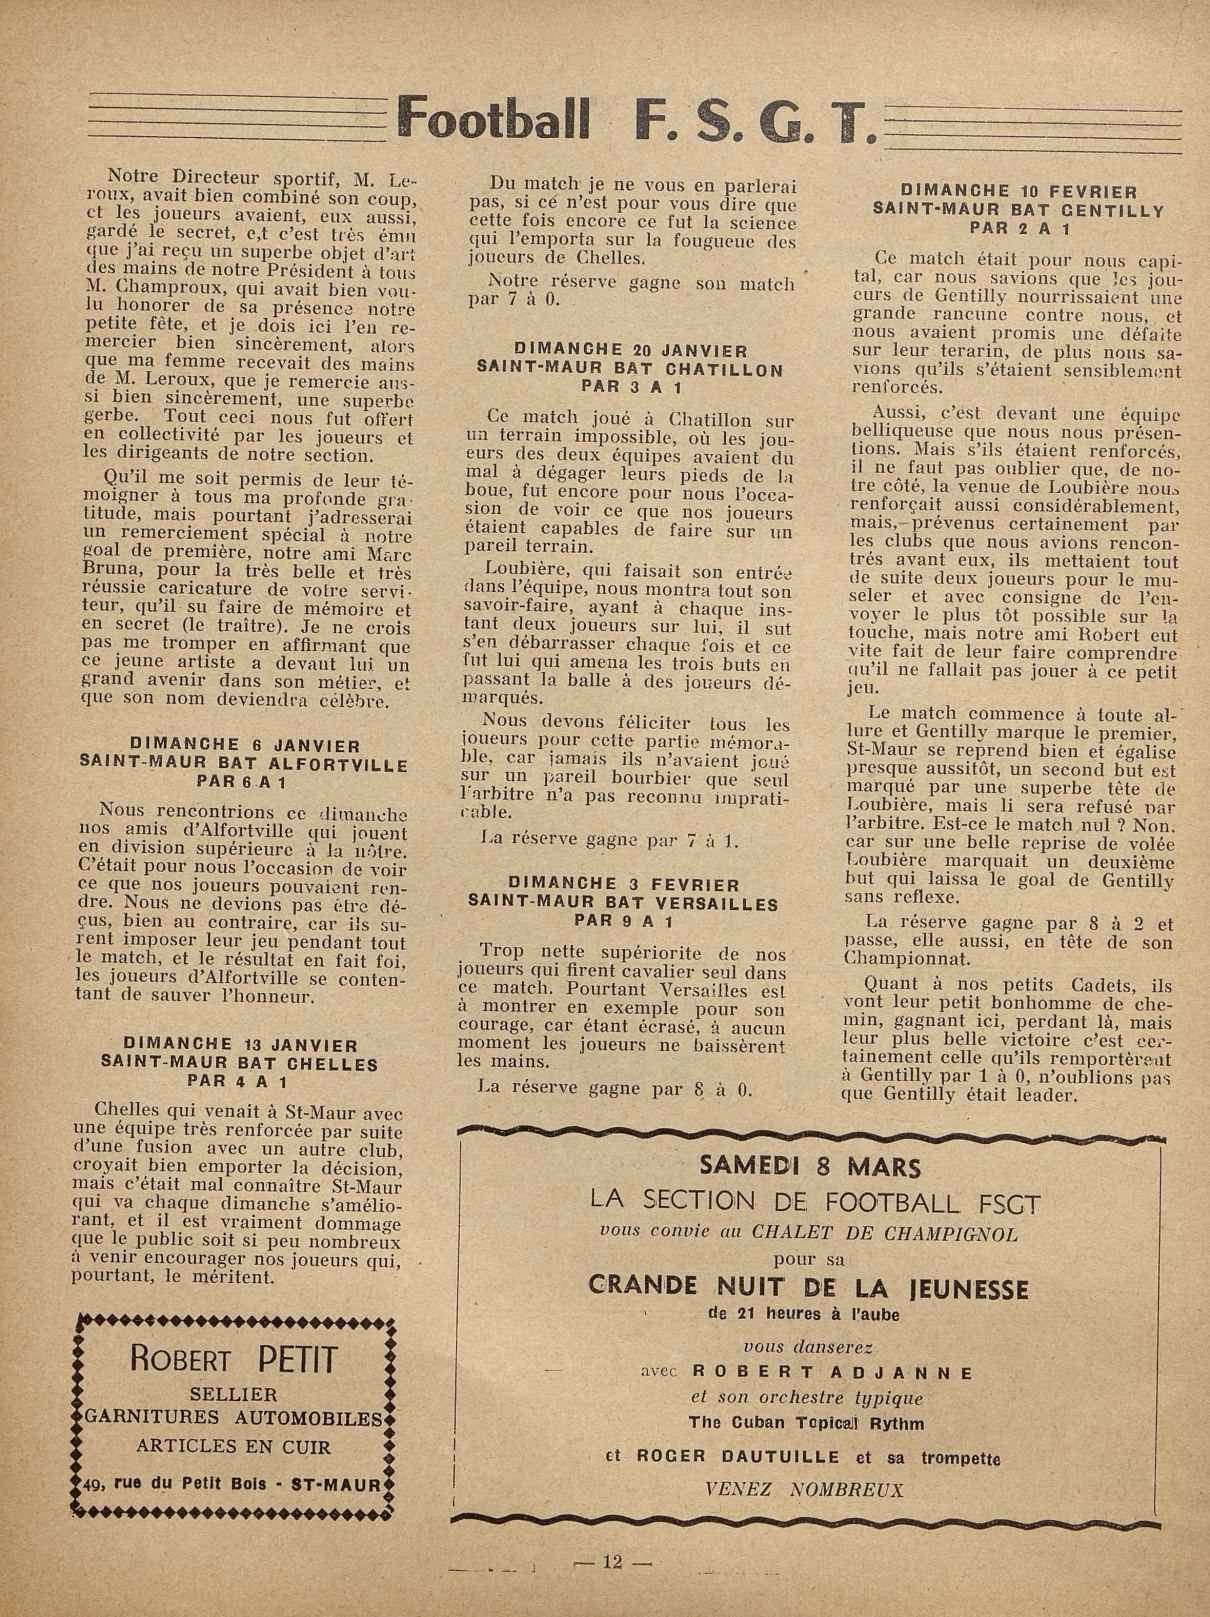 Football F. S. G. T.
Notre Directeur sportif, M. Le-
roux, avait bien combiné son coup,
et les joueurs avaient, eux aussi,
gardé le secret, e,t c'est très ému
que j'ai reçu un superbe objet d'art
des mains de notre Président à tous
M. Champroux, qui avait bien vou-
lu honorer de sa présence notre
petite fête, et je dois ici l'en re-
mercier bien sincèrement, alors
que ma femme recevait des mains
de M. Leroux, que je remercie aus-
si bien sincèrement, une superbe
gerbe. Tout ceci nous fut offert
en collectivité par les joueurs et
les dirigeants de notre section.
Qu'il me soit permis de leur té-
moigner à tous ma profonde gra-
titude, mais pourtant j'adresserai
un remerciement spécial à notre
goal de première, notre ami Marc
Bruna, pour la très belle et très
réussie caricature de votre servi-
teur, qu'il su faire de mémoire et
en secret (le traître). Je ne crois
pas me tromper en affirmant que
ce jeune artiste a devant lui un
grand avenir dans son métier, et
que son nom deviendra célèbre.
DIMANCHE 6 JANVIER
SAINT-MAUR BAT ALFORTVILLE
PAR 6 A 1
Nous rencontrions ce dimanche
nos amis d'Alfortville qui jouent
en division supérieure à la nôtre.
C'était pour nous l'occasion de voir
ce que nos joueurs pouvaient ren-
dre. Nous ne devions pas être dé-
çus, bien au contraire, car ils su-
rent imposer leur jeu pendant tout
le match, et le résultat en fait foi,
les joueurs d'Alfortville se conten-
tant de sauver l'honneur.
DIMANCHE 13 JANVIER
SAINT-MAUR BAT CHELLES
PAR 4 A 1
Chelles qui venait à St-Maur avec
une équipe très renforcée par suite
d'une fusion avec un autre club,
croyait bien emporter la décision,
mais c'était mal connaître St-Maur
qui va chaque dimanche s'amélio-
rant, et il est vraiment dommage
que le public soit si peu nombreux
à venir encourager nos joueurs qui,
pourtant, le méritent.
ROBERT PETIT
SELLIER
GARNITURES AUTOMOBILES
ARTICLES EN CUIR
49, rue du Petit Bois - ST-MAUR
Du match je ne vous en parlerai
pas, si ce n'est pour vous dire que
cette fois encore ce fut la science
qui l'emporta sur la fougueue des
joueurs de Chelles.
Notre réserve gagne son match
par 7 à 0.
DIMANCHE 20 JANVIER
SAINT-MAUR BAT CHATILLON
PAR 3 A 1
Ce match joué à Chatillon sur
un terrain impossible, où les jou-
eurs des deux équipes avaient du
mal à dégager leurs pieds de la
boue, fut encore pour nous l'occa-
sion de voir ce que nos joueurs
étaient capables de faire sur un
pareil terrain.
Loubière, qui faisait son entrée
dans l'équipe, nous montra tout son
savoir-faire, ayant à chaque ins-
tant deux joueurs sur lui, il sut
s'en débarrasser chaque fois et ce
fut lui qui amena les trois buts en
passant la balle à des joueurs dé-
marqués.
Nous devons féliciter tous les
joueurs pour cette partie mémora-
ble, car jamais ils n'avaient joué
sur un pareil bourbier que seul
l'arbitre n'a pas reconnu imprati-
cable.
La réserve gagne par 7 à 1.
DIMANCHE 3 FEVRIER
SAINT-MAUR BAT VERSAILLES
PAR 9 A 1
Trop nette supériorite de nos
joueurs qui firent cavalier seul dans
ce match. Pourtant Versailles est
à montrer en exemple pour son
courage, car étant écrasé, à aucun
moment les joueurs ne baissèrent
les mains.
La réserve gagne par 8 à 0.
DIMANCHE 10 FEVRIER
SAINT-MAUR BAT GENTILLY
PAR 2 A 1
Ce match était pour nous capi-
tal, car nous savions que les jou-
eurs de Gentilly nourrissaient une
grande rancune contre nous, et
nous avaient promis une défaite
sur leur terarin, de plus nous sa-
vions qu'ils s'étaient sensiblement
renforcés.
Aussi, c'est devant une équipe
belliqueuse que nous nous présen-
tions. Mais s'ils étaient renforcés,
il ne faut pas oublier que, de no-
tre côté, la venue de Loubière nous
renforçait aussi considérablement,
mais, prévenus certainement par
les clubs que nous avions rencon-
trés avant eux, ils mettaient tout
de suite deux joueurs pour le mu-
seler et avec consigne de l'en-
voyer le plus tôt possible sur la
touche, mais notre ami Robert eut
vite fait de leur faire comprendre
qu'il ne fallait pas jouer à ce petit
jeu.
Le match commence à toute al-
lure et Gentilly marque le premier,
St-Maur se reprend bien et égalise
presque aussitôt, un second but est
marqué par une superbe tête de
Loubière, mais li sera refusé par
l'arbitre. Est-ce le match nul ? Non,
car sur une belle reprise de volée
Loubière marquait un deuxième
but qui laissa le goal de Gentilly
sans reflexe.
La réserve gagne par 8 à 2 et
passe, elle aussi, en tête de son
Championnat.
Quant à nos petits Cadets, ils
vont leur petit bonhomme de che-
min, gagnant ici, perdant là, mais
leur plus belle victoire c'est cer-
tainement celle qu'ils remportèrent
à Gentilly par 1 à 0, n'oublions pas
que Gentilly était leader.
SAMEDI 8 MARS
LA SECTION DE FOOTBALL FSGT
vous convie au CHALET DE CHAMPIGNOL
pour sa
GRANDE NUIT DE LA JEUNESSE
de 21 heures à l'aube
vous danserez
avec ROBERT ADJANNE
et son orchestre typique
The Cuban Topicall Rythm
et ROGER DAUTUILLE et sa trompette
VENEZ NOMBREUX
— 12 —